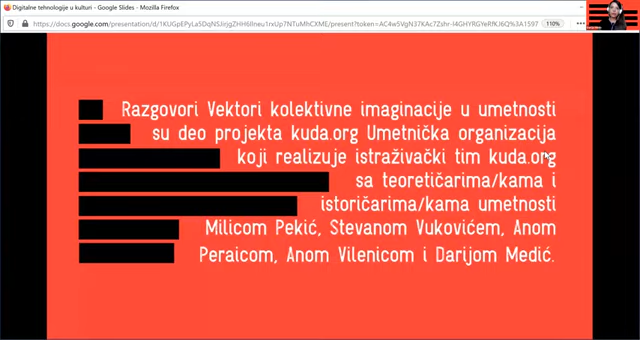 Digitalne tehnologije u kulturi - Google Slides - Mozilla Firefox
110%
Razgovori Vektori kolektivne imaginacije u umetnosti
su deo projekta kuda.org Umetnička organizacija
koji realizuje istraživački tim kuda.org
sa teoretičarima/kama i
istoričarima/kama umetnosti
Milicom Pekić, Stevanom Vukovićem, Anom
Peraicom, Anom Vilenicom i Darijom Medić.